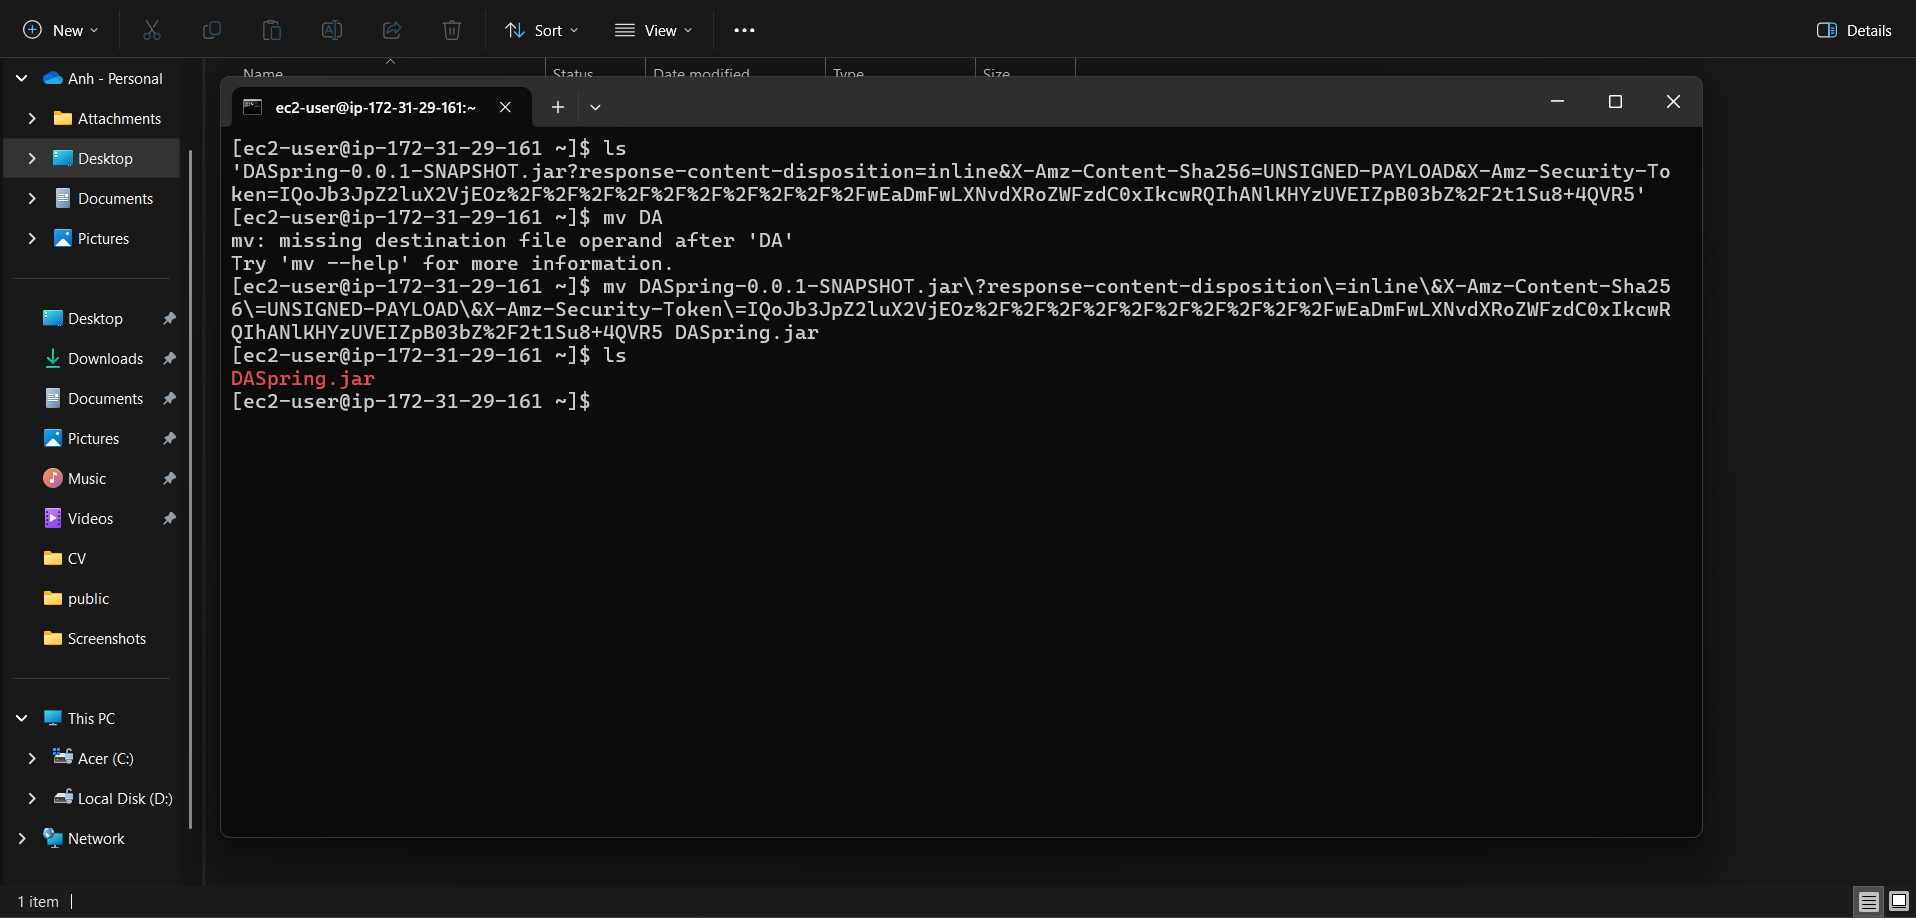 New
Sort
View
Details
Name
Status
Date modified
Type
Size
Anh - Personal
Attachments
Desktop
Documents
Pictures
Desktop
Downloads
Documents
Pictures
Music
Videos
CV
public
Screenshots
This PC
Acer (C:)
Local Disk (D:)
Network
1 item
ec2-user@ip-172-31-29-161:~
[ec2-user@ip-172-31-29-161 ~]$ ls
'DASpring-0.0.1-SNAPSHOT.jar?response-content-disposition=inline&X-Amz-Content-Sha256=UNSIGNED-PAYLOAD&X-Amz-Security-To
ken=IQoJb3JpZ2luX2VjEOz%2F%2F%2F%2F%2F%2F%2F%2F%2F%2FwEaDmFwLXNvdXRoZWFzdC0xIkcwRQIhANlKHYzUVEIZpB03bZ%2F2t1Su8+4QVR5'
[ec2-user@ip-172-31-29-161 ~]$ mv DA
mv: missing destination file operand after 'DA'
Try 'mv --help' for more information.
[ec2-user@ip-172-31-29-161 ~]$ mv DASpring-0.0.1-SNAPSHOT.jar\?response-content-disposition\=inline\&X-Amz-Content-Sha25
6\=UNSIGNED-PAYLOAD\&X-Amz-Security-Token\=IQoJb3JpZ2luX2VjEOz%2F%2F%2F%2F%2F%2F%2F%2F%2F%2FwEaDmFwLXNvdXRoZWFzdC0xIkcwR
QIhANlKHYzUVEIZpB03bZ%2F2t1Su8+4QVR5 DASpring.jar
[ec2-user@ip-172-31-29-161 ~]$ ls
DASpring.jar
[ec2-user@ip-172-31-29-161 ~]$